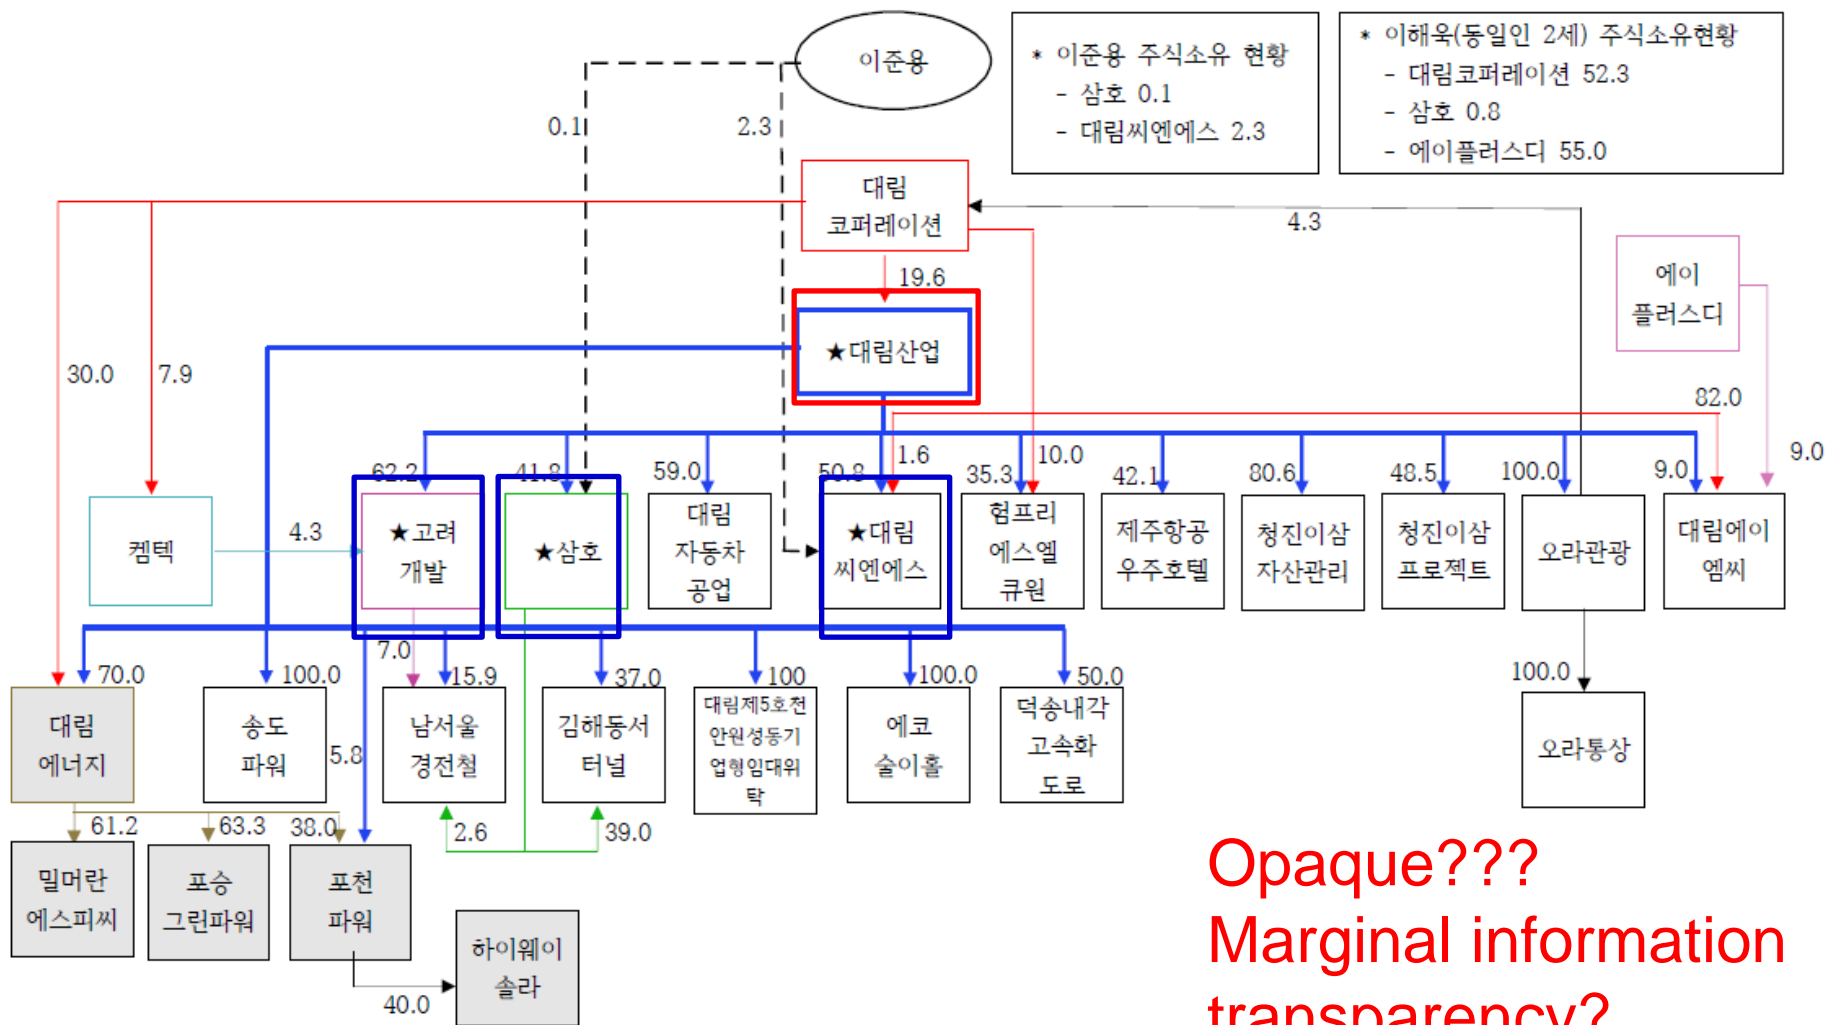 이준용
* 이준용 주식소유 현황
- 삼호 0.1
- 대림씨엔에스 2.3
* 이해욱(동일인 2세) 주식소유현황
- 대림코퍼레이션 52.3
- 삼호 0.8
- 에이플러스디 55.0
0.1
2.3
대림
코퍼레이션
4.3
19.6
에이
플러스디
★대림산업
30.0
7.9
82.0
62.2
41.8
59.0
50.8
1.6
35.3
10.0
42.1
80.6
48.5
100.0
9.0
9.0
켐텍
4.3
★고려
개발
★삼호
대림
자동차
공업
★대림
씨엔에스
험프리
에스엘
큐원
제주항공
우주호텔
청진이삼
자산관리
청진이삼
프로젝트
오라관광
대림에이
엠씨
70.0
100.0
7.0
15.9
37.0
100
100.0
50.0
100.0
대림
에너지
송도
파워
5.8
남서울
경전철
김해동서
터널
대림제5호천
안원성동기
업형임대위
탁
에코
술이홀
덕송내각
고속화
도로
오라통상
61.2
63.3
38.0
2.6
39.0
밀머란
에스피씨
포승
그린파워
포천
파워
40.0
하이웨이
솔라
Opaque???
Marginal information
transparency?